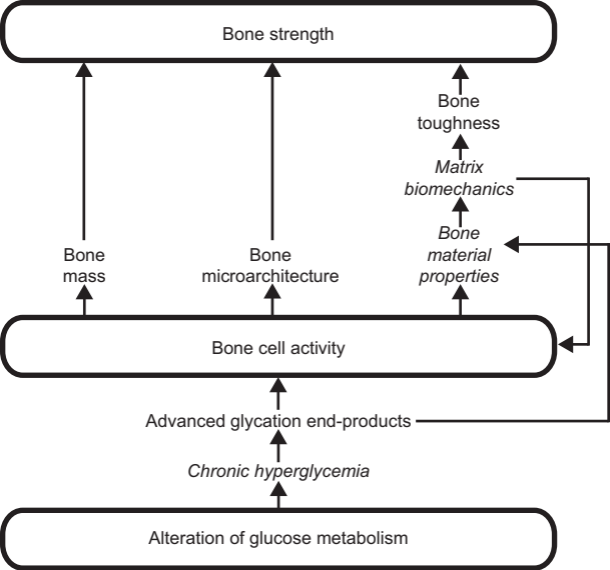 Bone strength
Bone
toughness
Matrix
biomechanics
Bone
mass
Bone
microarchitecture
Bone
material
properties
Bone cell activity
Advanced glycation end-products
Chronic hyperglycemia
Alteration of glucose metabolism